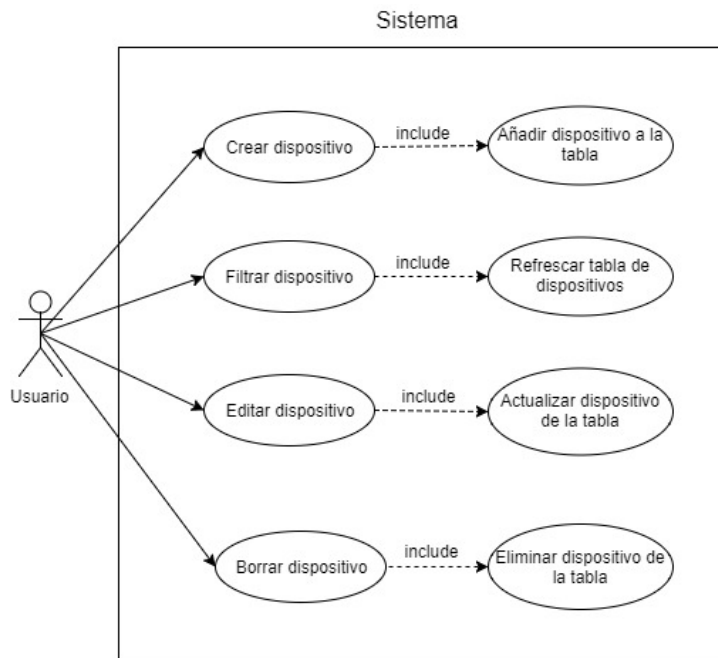 Sistema
Crear dispositivo
include
Añadir dispositivo a la
tabla
Filtrar dispositivo
include
Refrescar tabla de
dispositivos
Usuario
Editar dispositivo
include
Actualizar dispositivo
de la tabla
Borrar dispositivo
include
Eliminar dispositivo de
la tabla